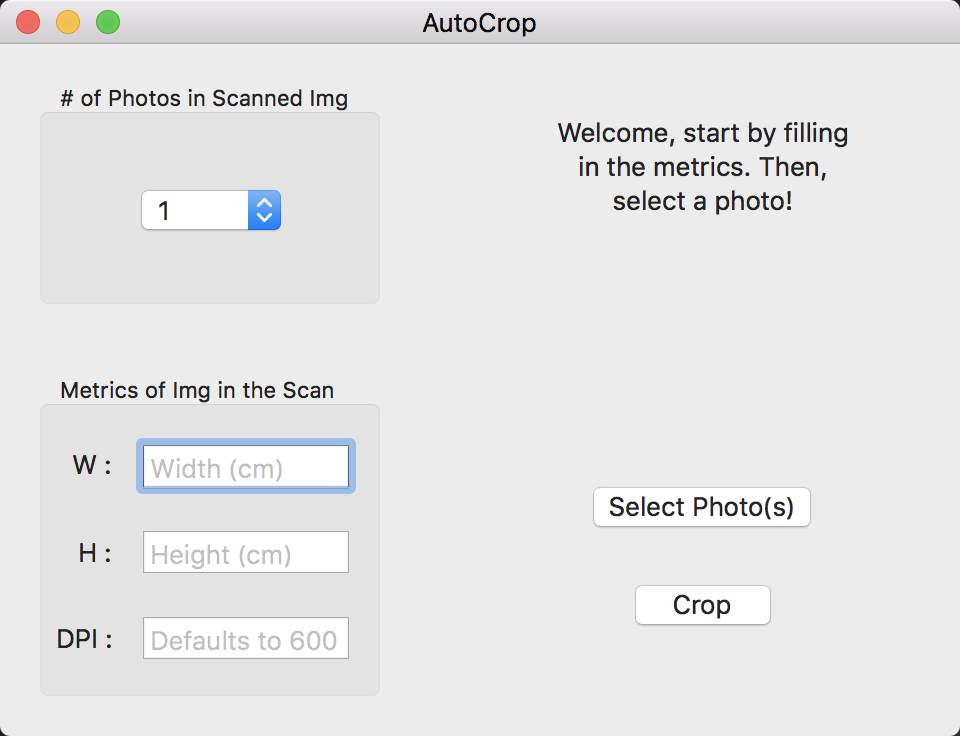 AutoCrop
# of Photos in Scanned Img
1
Welcome, start by filling
in the metrics. Then,
select a photo!
Metrics of Img in the Scan
W : Width (cm)
H : Height (cm)
DPI : Defaults to 600
Select Photo(s)
Crop